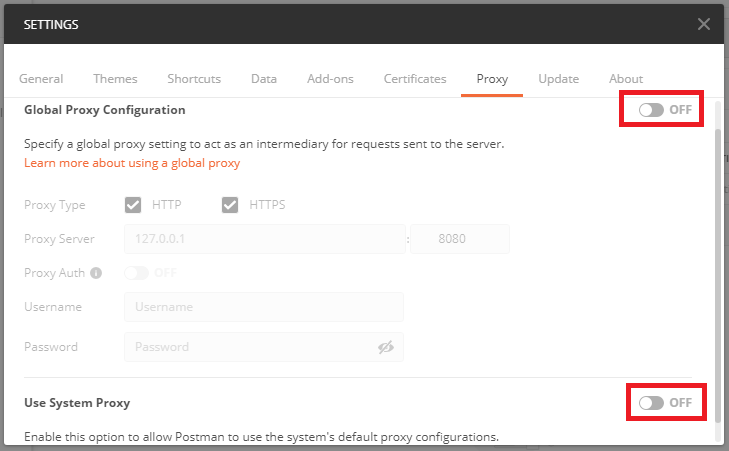 SETTINGS
General Themes Shortcuts Data Add-ons Certificates Proxy Update About
Global Proxy Configuration OFF
Specify a global proxy setting to act as an intermediary for requests sent to the server.
Learn more about using a global proxy
Proxy Type HTTP HTTPS
Proxy Server 127.0.0.1 : 8080
Proxy Auth OFF
Username Username
Password Password
Use System Proxy OFF
Enable this option to allow Postman to use the system's default proxy configurations.